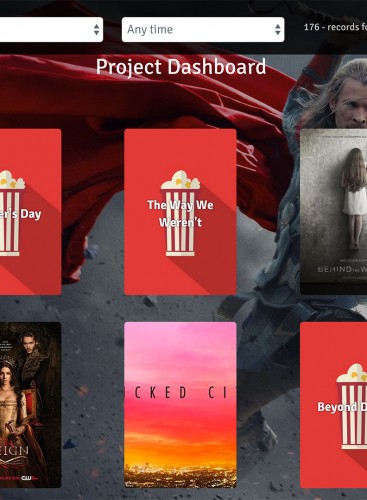 Any time
176 - records fo
Project Dashboard
er's Day
The Way We
Weren't
BEHIND THE W
CKED CI
EIGN
CW
Beyond D